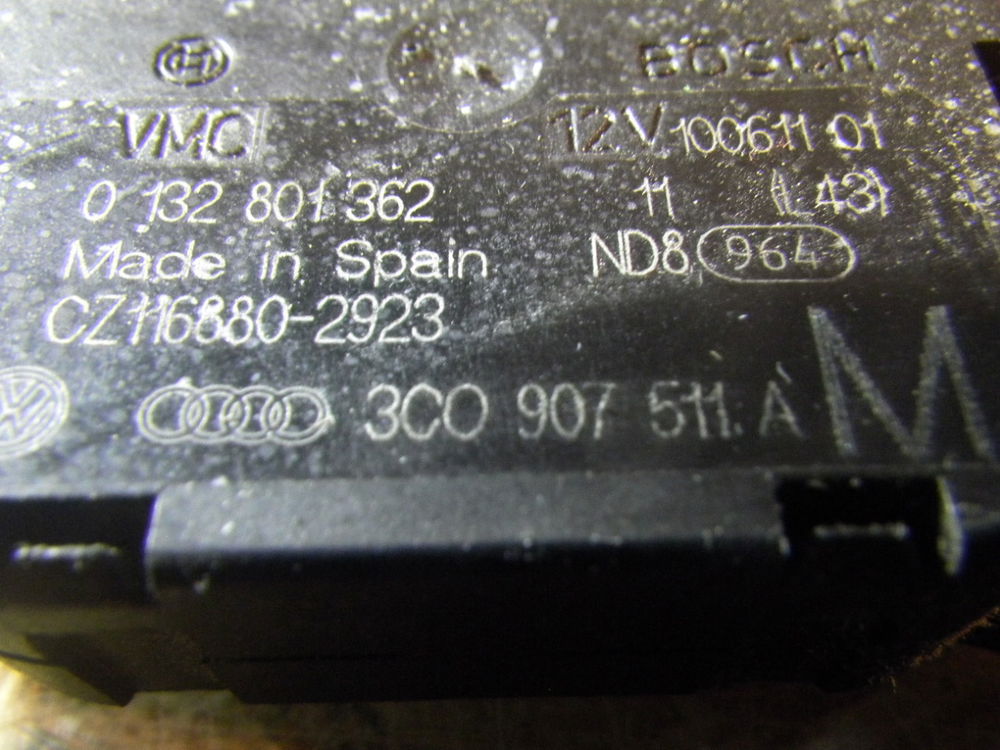 BOSCH
VMC 12V 100611 01
0 132 801 362 11 (L 43)
Made in Spain ND8 964
CZ116880-2923
3C0 907 511 A M